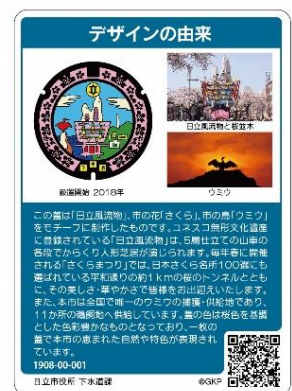 デザインの由来
設置開始 2018年
日立風流物と桜並木
ウミウ
この蓋は「日立風流物」、市の花「さくら」、市の鳥「ウミウ」
をモチーフに制作したものです。ユネスコ無形文化遺産
に登録されている「日立風流物」は、5層仕立ての山車の
各段でからくり人形芝居が演じられます。毎年春に開催
される「さくらまつり」では、日本さくら名所100選にも
選ばれている平和通りの約1kmの桜のトンネルととも
に、その美しさ・華やかさで皆様をお出迎えいたします。
また、本市は全国で唯一のウミウの捕獲・供給地であり、
11か所の鵜飼地へ供給しています。蓋の色は桜色を基調
とした色彩豊かなものとなっており、一枚の
蓋で本市の恵まれた自然や特色が表現され
ています。
1908-00-001
日立市役所 下水道課
©GKP